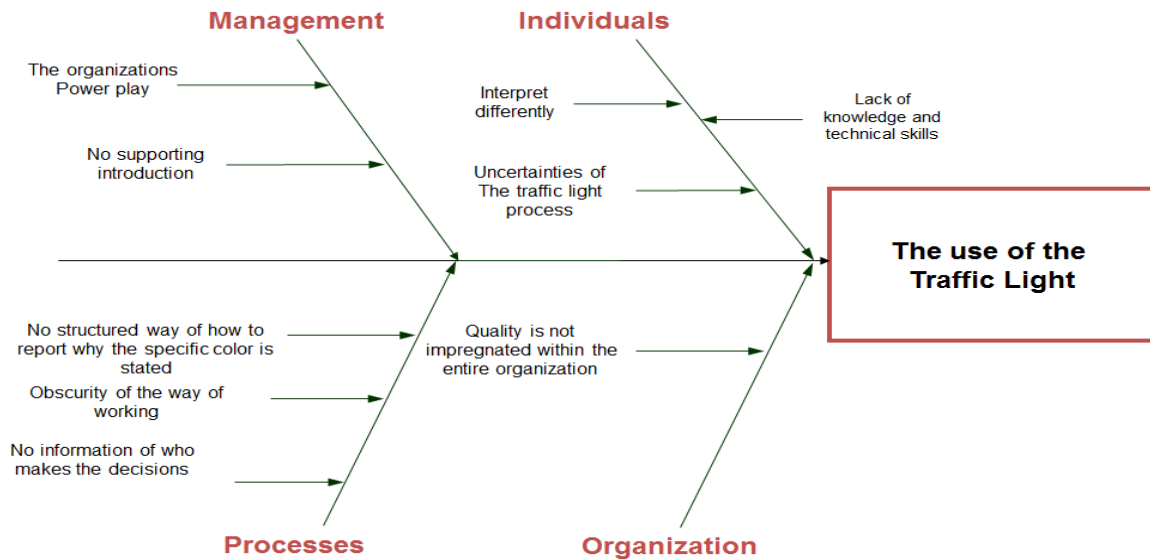 Management
Individuals
The organizations
Power play
No supporting
introduction
Interpret
differently
Lack of
knowledge and
technical skills
Uncertainties of
The traffic light
process
The use of the
Traffic Light
No structured way of how to
report why the specific color is
stated
Obscurity of the way of
working
No information of who
makes the decisions
Quality is not
impregnated within the
entire organization
Processes
Organization